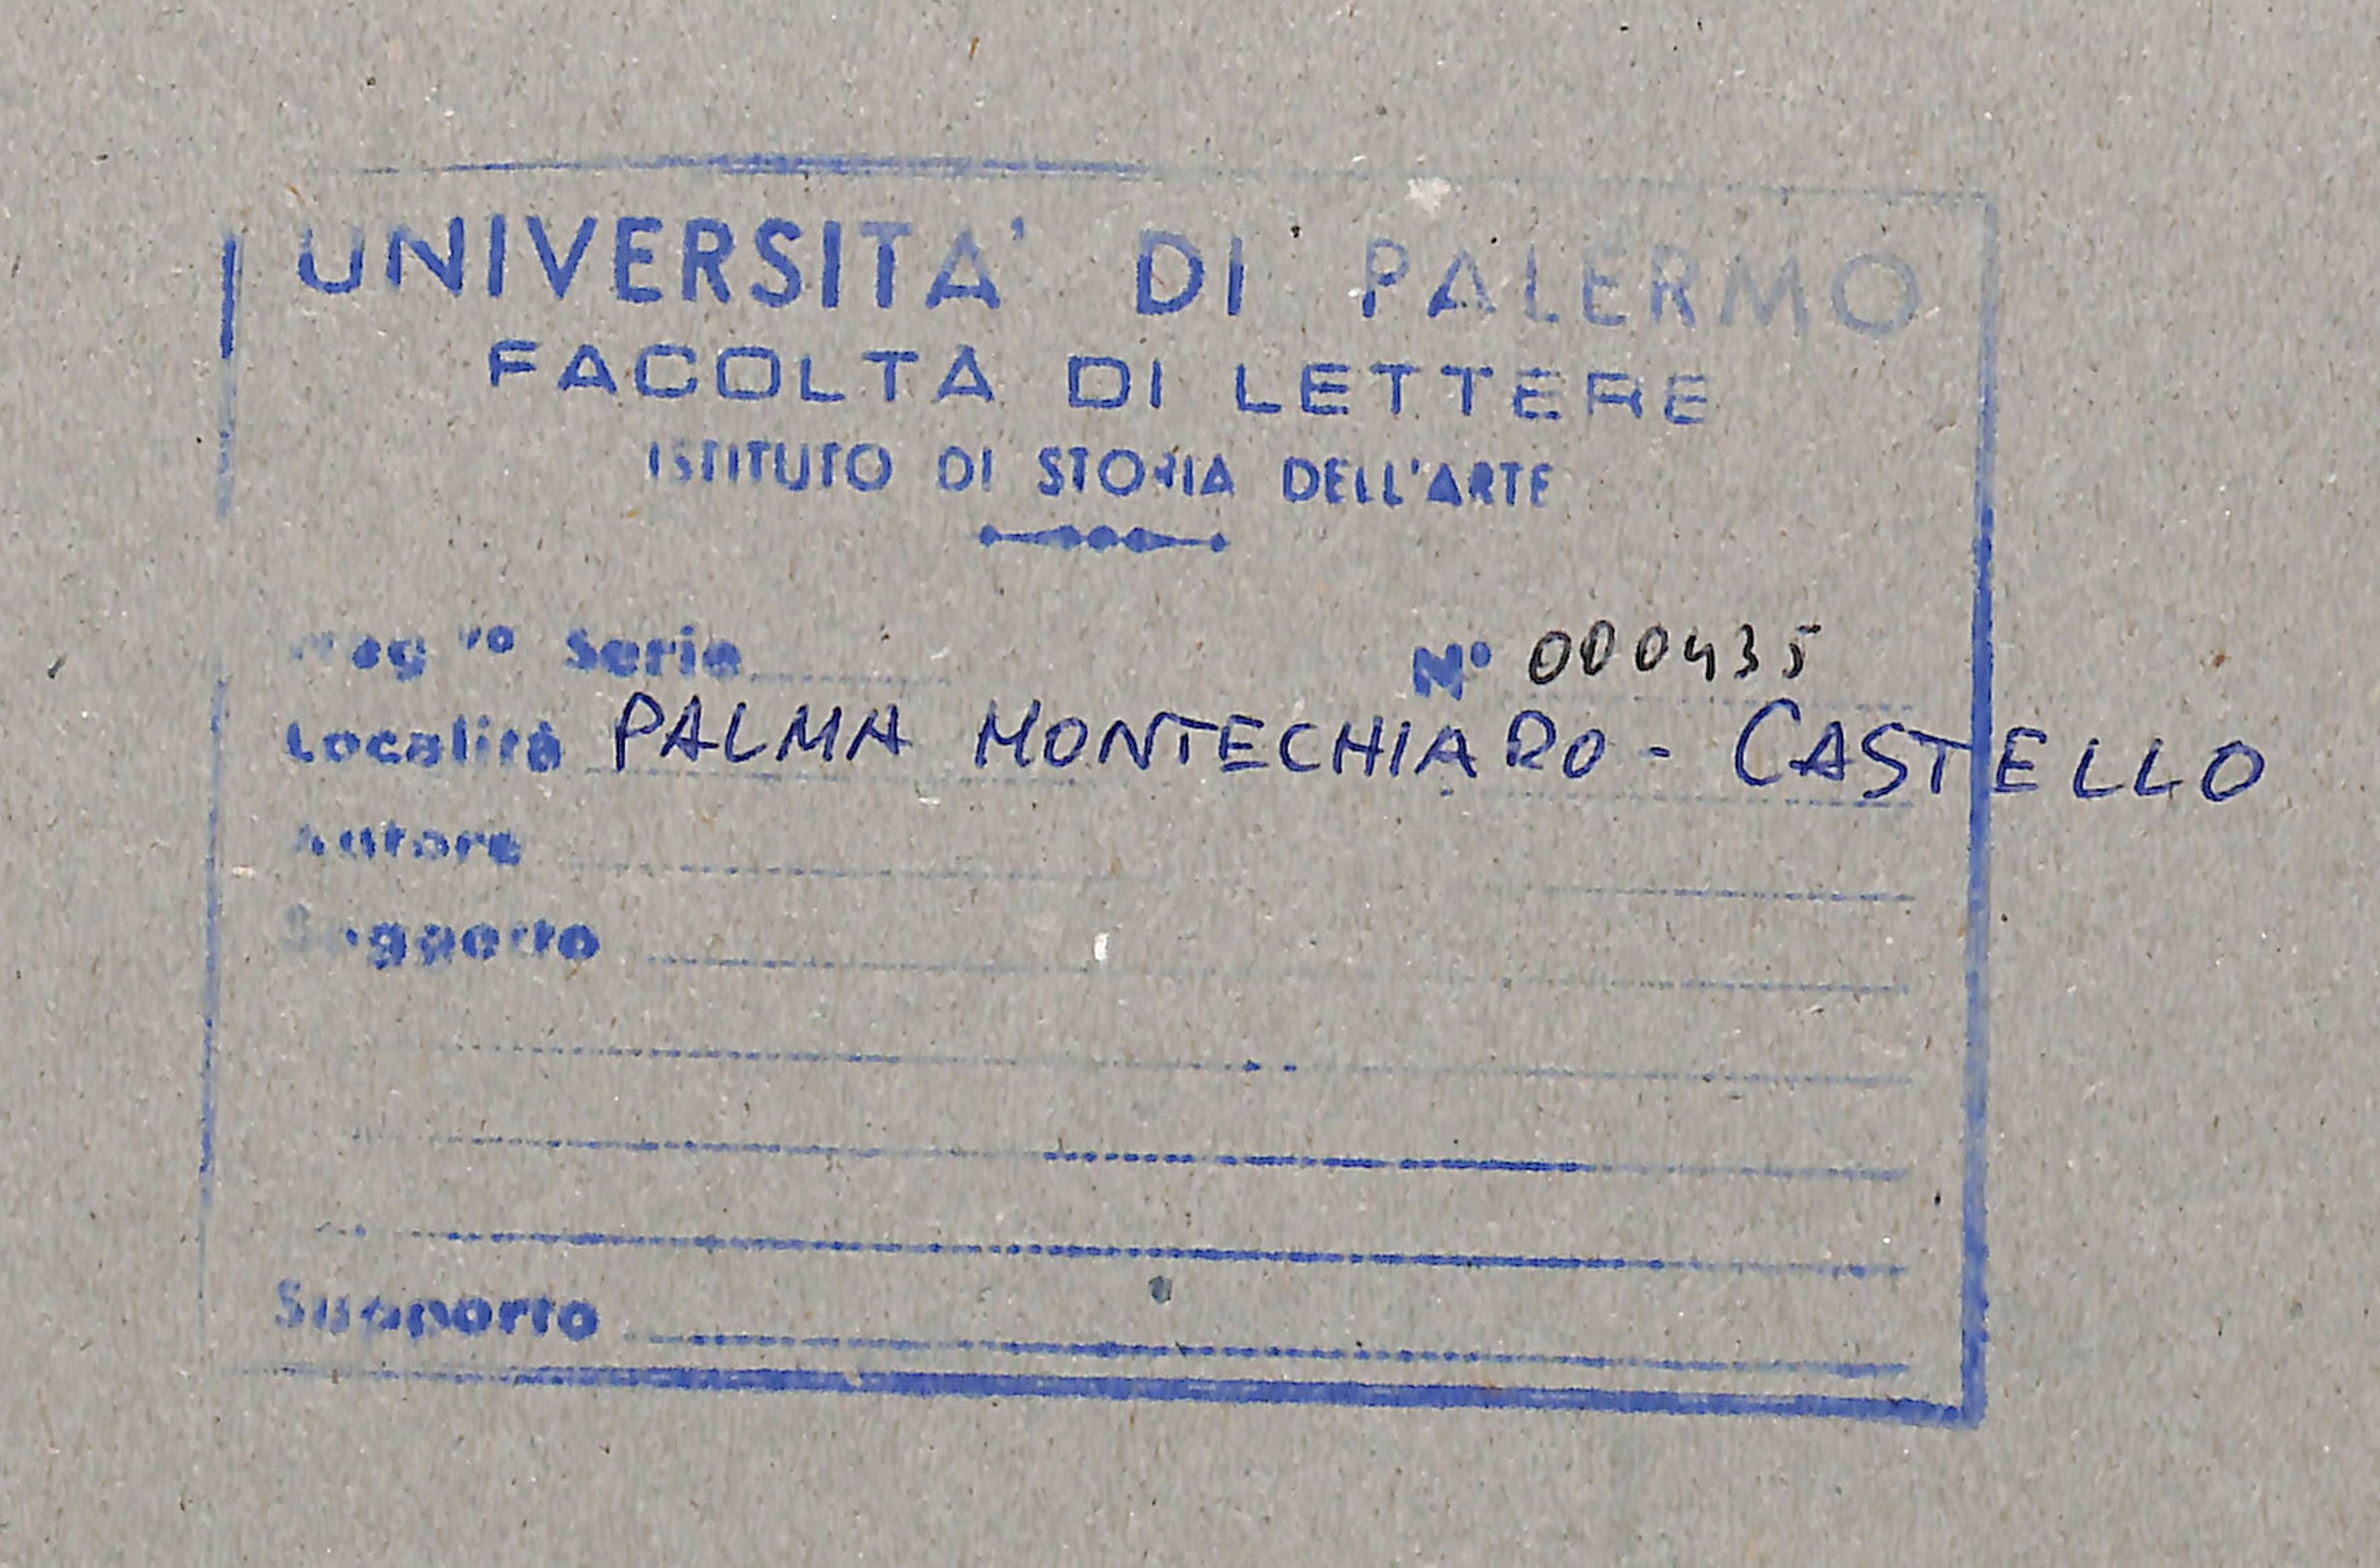 UNIVERSITA' DI PALERMO
FACOLTA DI LETTERE
ISTITUTO DI STORIA DELL'ARTE
Serie N° 000435
Località PALMA MONTECHIARO - CASTELLO
Autore
Soggetto
Supporto